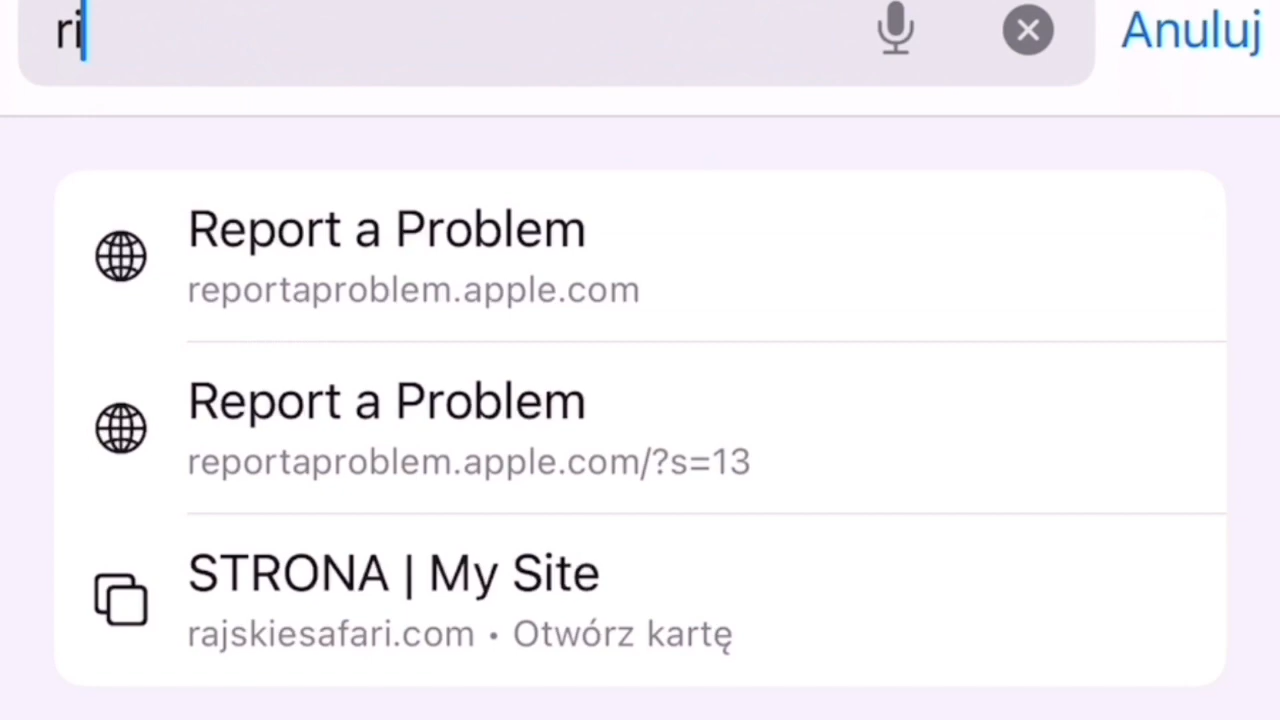 ri
Anuluj
Report a Problem
reportaproblem.apple.com
Report a Problem
reportaproblem.apple.com/?s=13
STRONA | My Site
rajskiesafari.com • Otwórz kartę